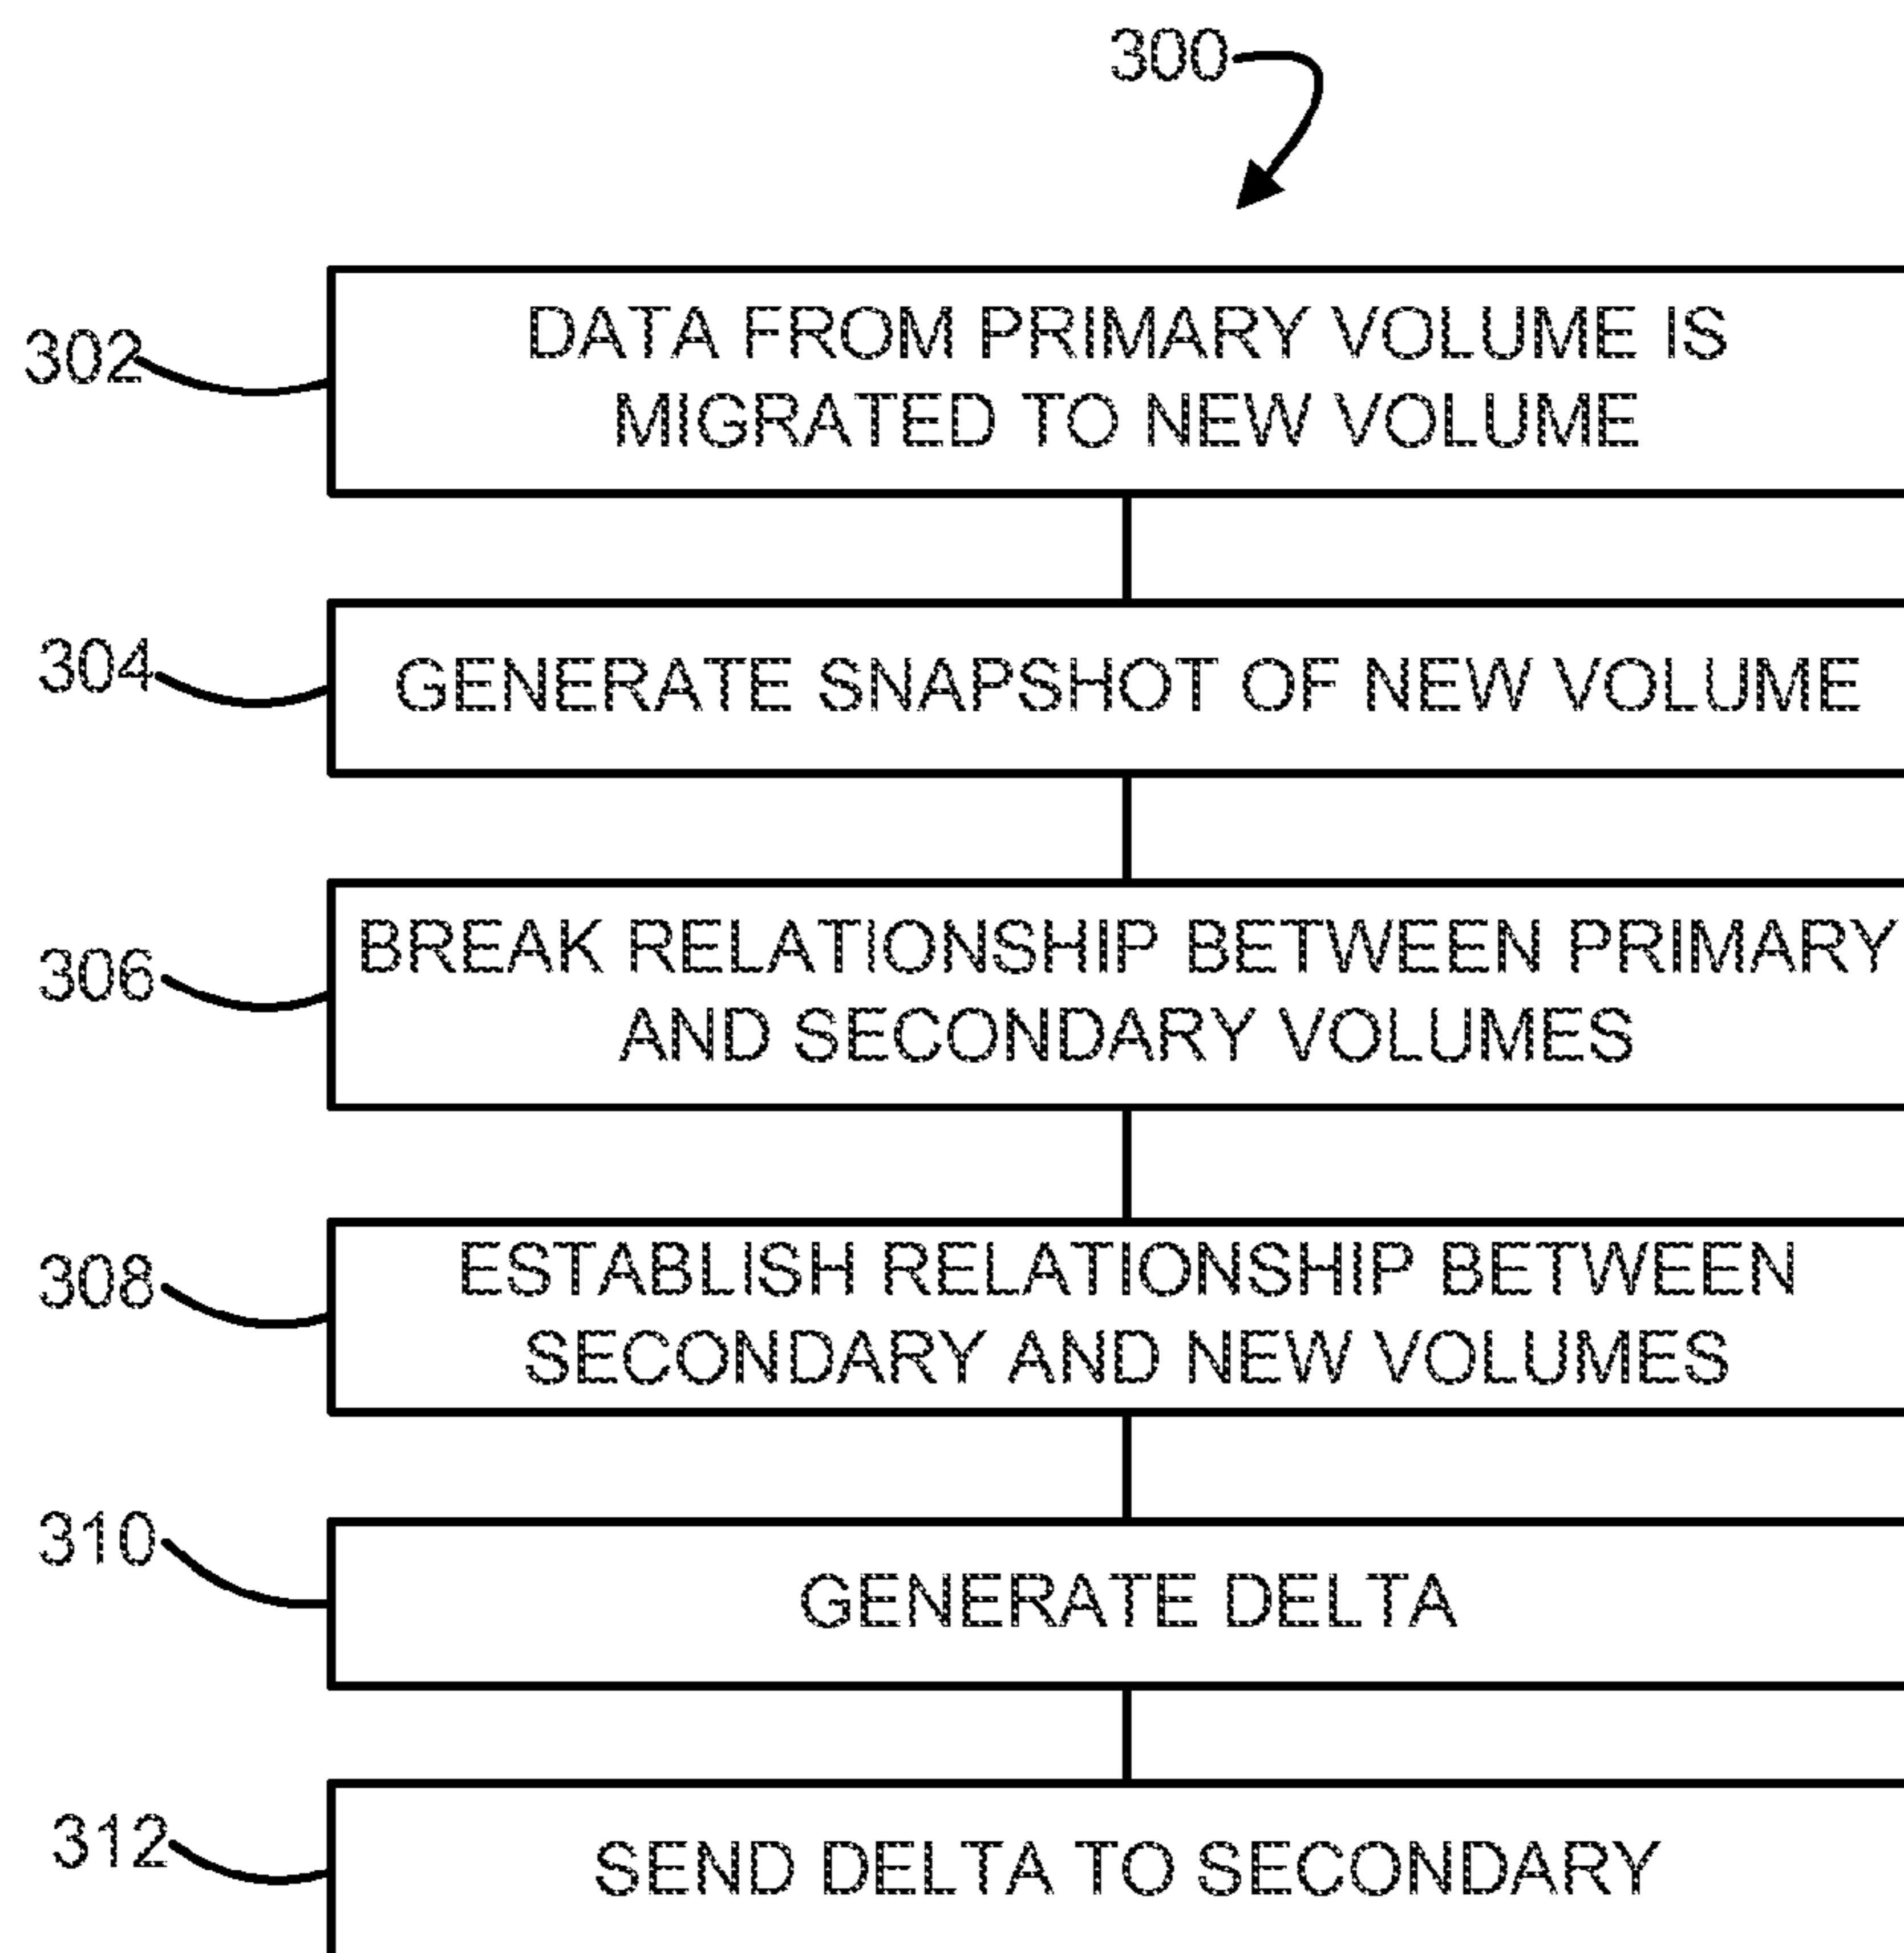 300
302
DATA FROM PRIMARY VOLUME IS
MIGRATED TO NEW VOLUME
304
GENERATE SNAPSHOT OF NEW VOLUME
306
BREAK RELATIONSHIP BETWEEN PRIMARY
AND SECONDARY VOLUMES
308
ESTABLISH RELATIONSHIP BETWEEN
SECONDARY AND NEW VOLUMES
310
GENERATE DELTA
312
SEND DELTA TO SECONDARY